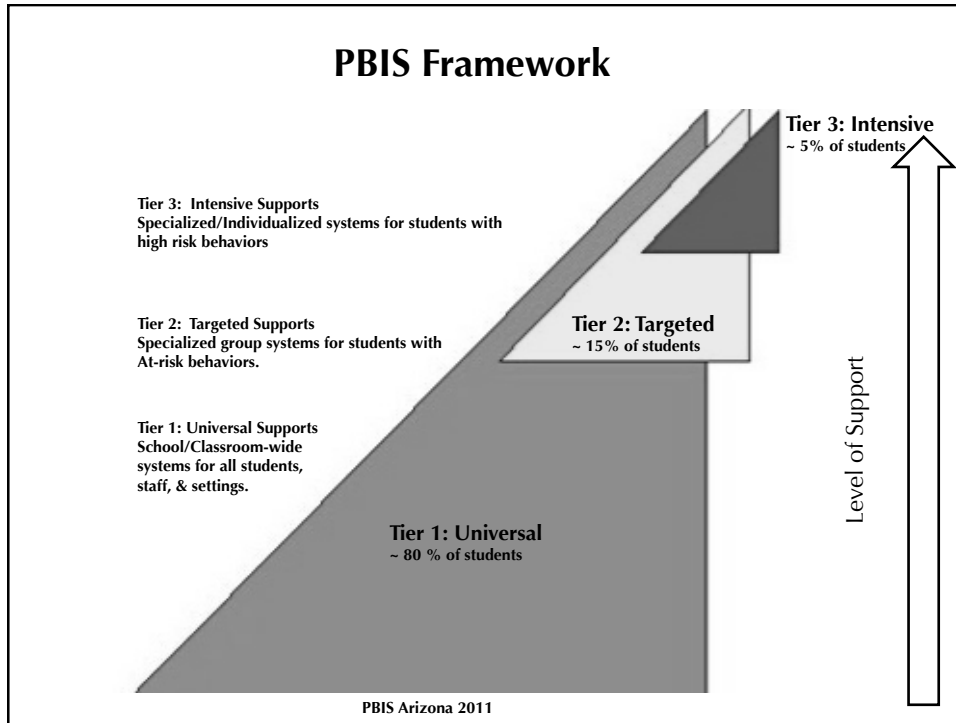 PBIS Framework
Tier 3: Intensive
~ 5% of students
Tier 3:  Intensive Supports
Specialized/Individualized systems for students with
high risk behaviors
Tier 2:  Targeted Supports
Specialized group systems for students with
At-risk behaviors.
Tier 2: Targeted
~ 15% of students
Tier 1: Universal Supports
School/Classroom-wide
systems for all students,
staff, & settings.
Tier 1: Universal
~ 80 % of students
Level of Support
PBIS Arizona 2011